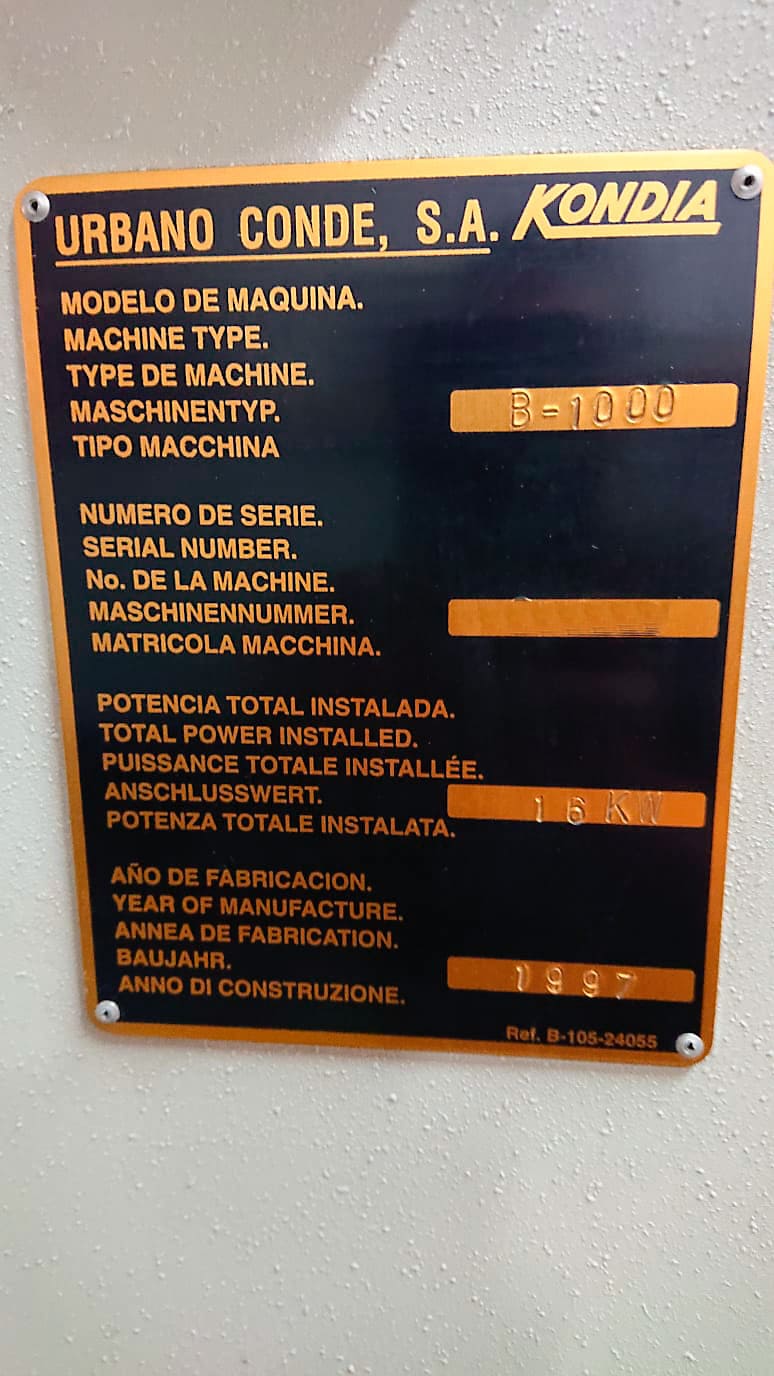 URBANO CONDE, S.A. KONDIA
MODELO DE MAQUINA.
MACHINE TYPE.
TYPE DE MACHINE.
MASCHINENTYP. B-1000
TIPO MACCHINA
NUMERO DE SERIE.
SERIAL NUMBER.
No. DE LA MACHINE.
MASCHINENNUMMER.
MATRICOLA MACCHINA.
POTENCIA TOTAL INSTALADA.
TOTAL POWER INSTALLED.
PUISSANCE TOTALE INSTALLÉE.
ANSCHLUSSWERT. 16 KW
POTENZA TOTALE INSTALATA.
AÑO DE FABRICACION.
YEAR OF MANUFACTURE.
ANNEA DE FABRICATION.
BAUJAHR. 1997
ANNO DI CONSTRUZIONE.
Ref. B-105-24055